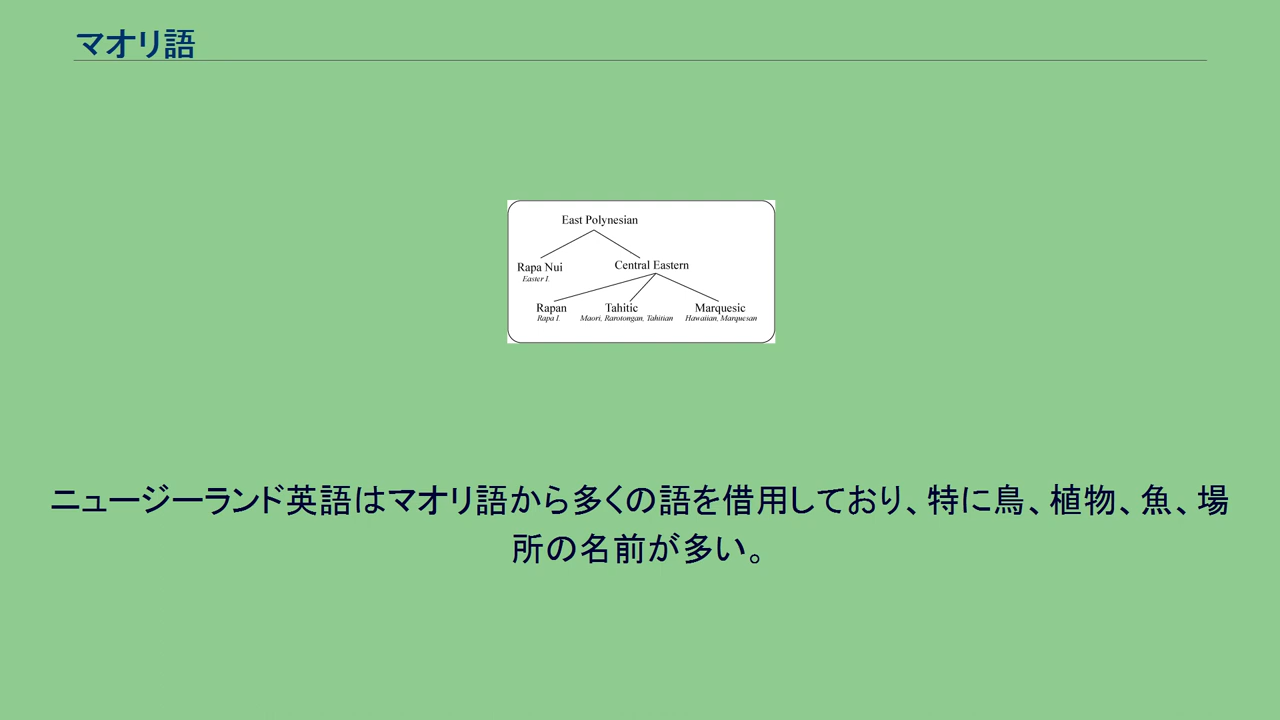 マオリ語
East Polynesian
Rapa Nui
Easter I.
Central Eastern
Rapan
Rapa I.
Tahitic
Maori, Rarotongan, Tahitian
Marquesic
Hawaiian, Marquesan
ニュージーランド英語はマオリ語から多くの語を借用しており、特に鳥、植物、魚、場
所の名前が多い。